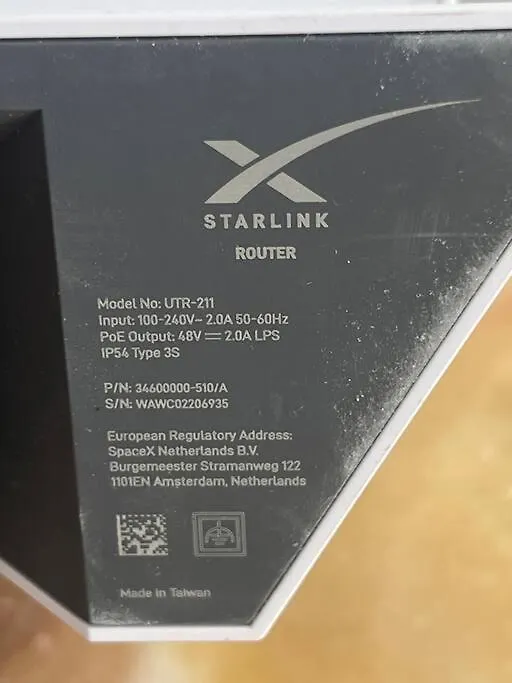 STARLINK
ROUTER
Model No: UTR-211
Input: 100-240V~ 2.0A 50-60Hz
PoE Output: 48V ⎓ 2.0A LPS
IP54 Type 3S
P/N: 34600000-510/A
S/N: WAWC02206935
European Regulatory Address:
SpaceX Netherlands B.V.
Burgemeester Stramanweg 122
1101EN Amsterdam, Netherlands
Made in Taiwan